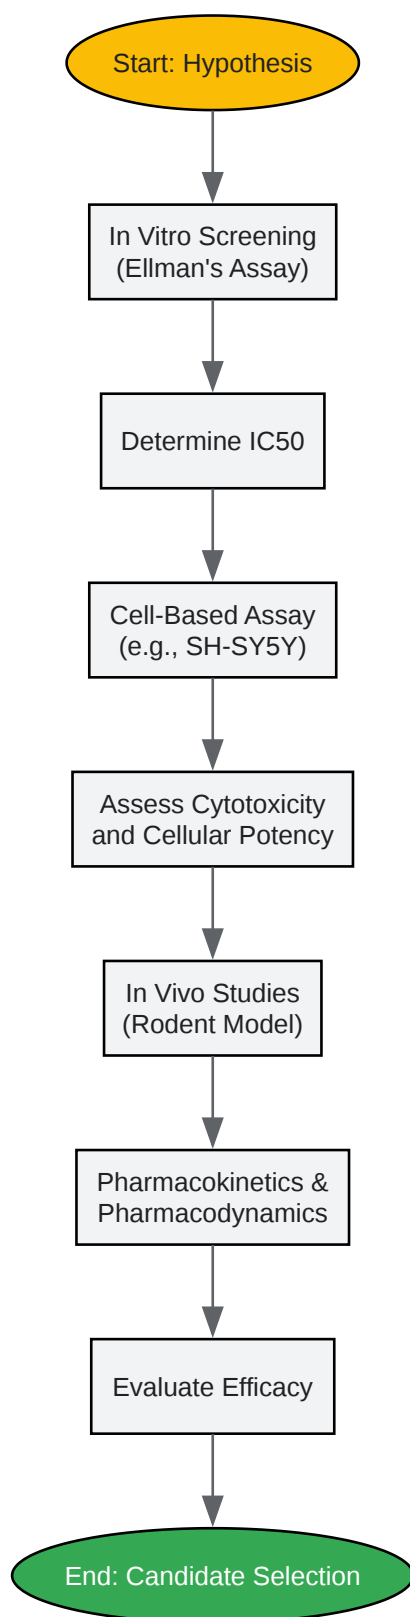 Start: Hypothesis
In Vitro Screening
(Ellman's Assay)
Determine IC50
Cell-Based Assay
(e.g., SH-SY5Y)
Assess Cytotoxicity
and Cellular Potency
In Vivo Studies
(Rodent Model)
Pharmacokinetics &
Pharmacodynamics
Evaluate Efficacy
End: Candidate Selection